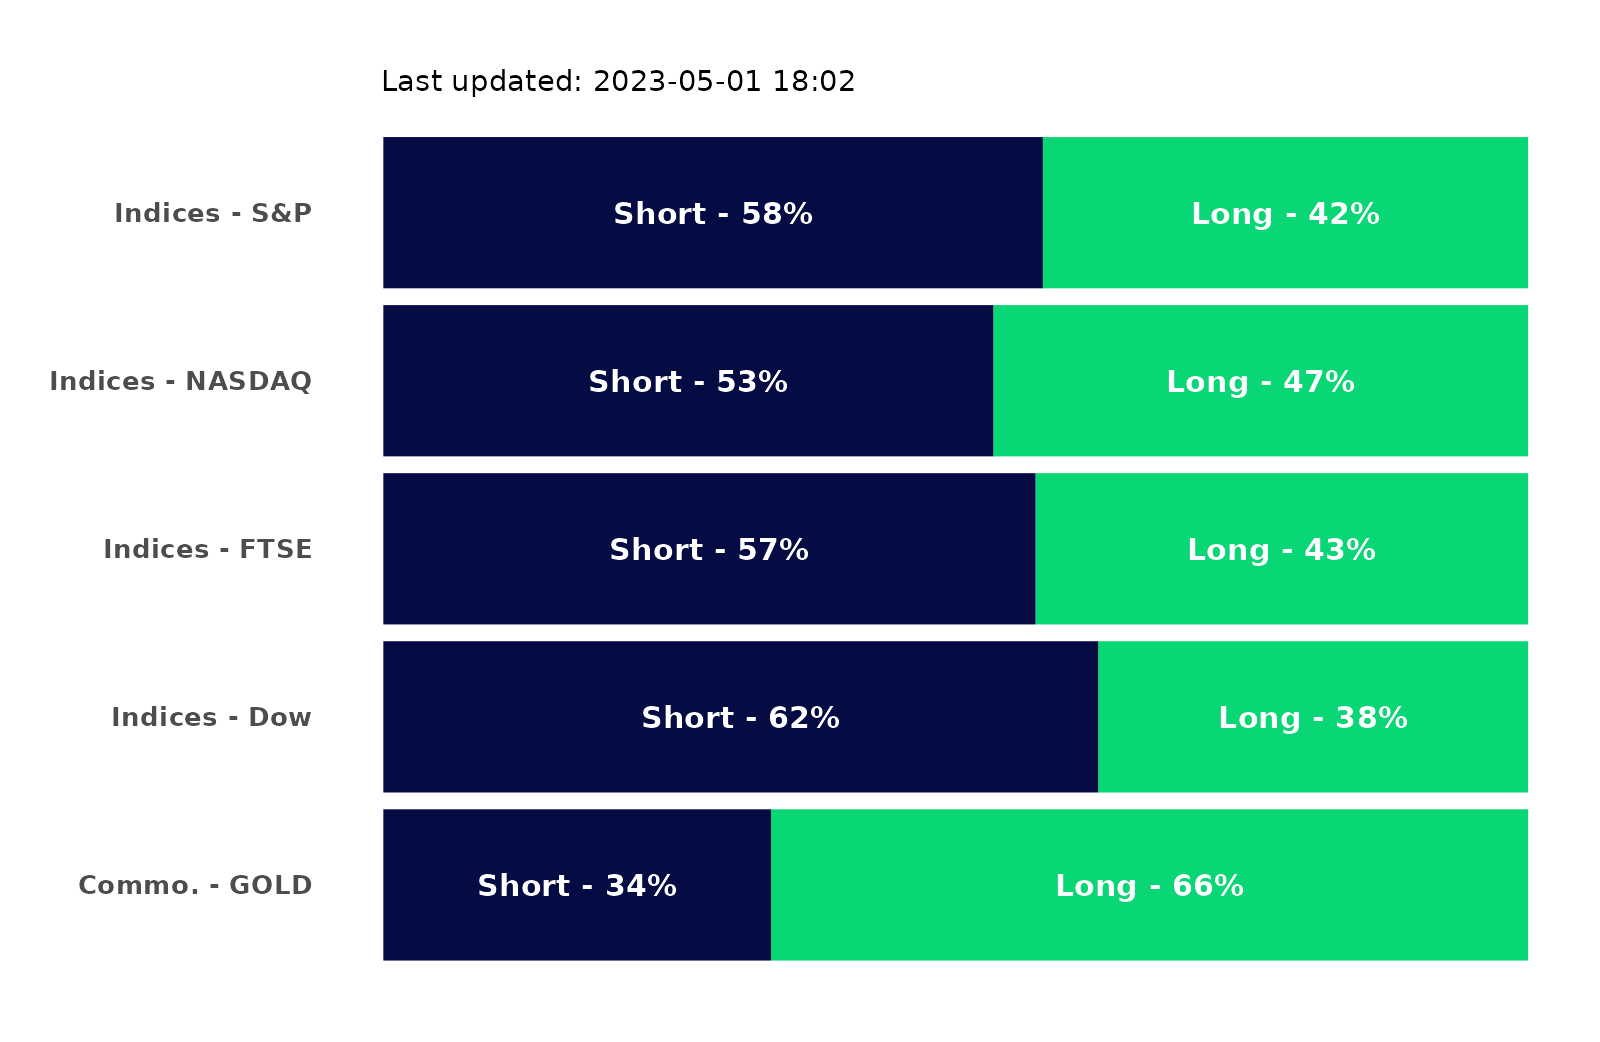 Last updated: 2023-05-01 18:02
Indices - S&P Short - 58% Long - 42%
Indices - NASDAQ Short - 53% Long - 47%
Indices - FTSE Short - 57% Long - 43%
Indices - Dow Short - 62% Long - 38%
Commo. - GOLD Short - 34% Long - 66%